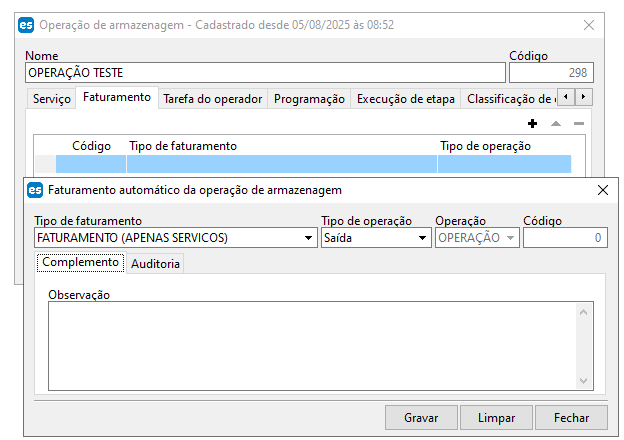 es Operação de armazenagem - Cadastrado desde 05/08/2025 às 08:52
Nome Código
OPERAÇÃO TESTE 298
Serviço Faturamento Tarefa do operador Programação Execução de etapa Classificação de
Código Tipo de faturamento Tipo de operação
es Faturamento automático da operação de armazenagem
Tipo de faturamento Tipo de operação Operação Código
FATURAMENTO (APENAS SERVICOS) Saída OPERAÇÃO 0
Complemento Auditoria
Observação
Gravar Limpar Fechar